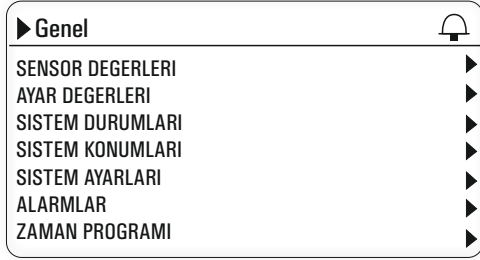 Genel
SENSOR DEGERLERI
AYAR DEGERLERI
SISTEM DURUMLARI
SISTEM KONUMLARI
SISTEM AYARLARI
ALARMLAR
ZAMAN PROGRAMI